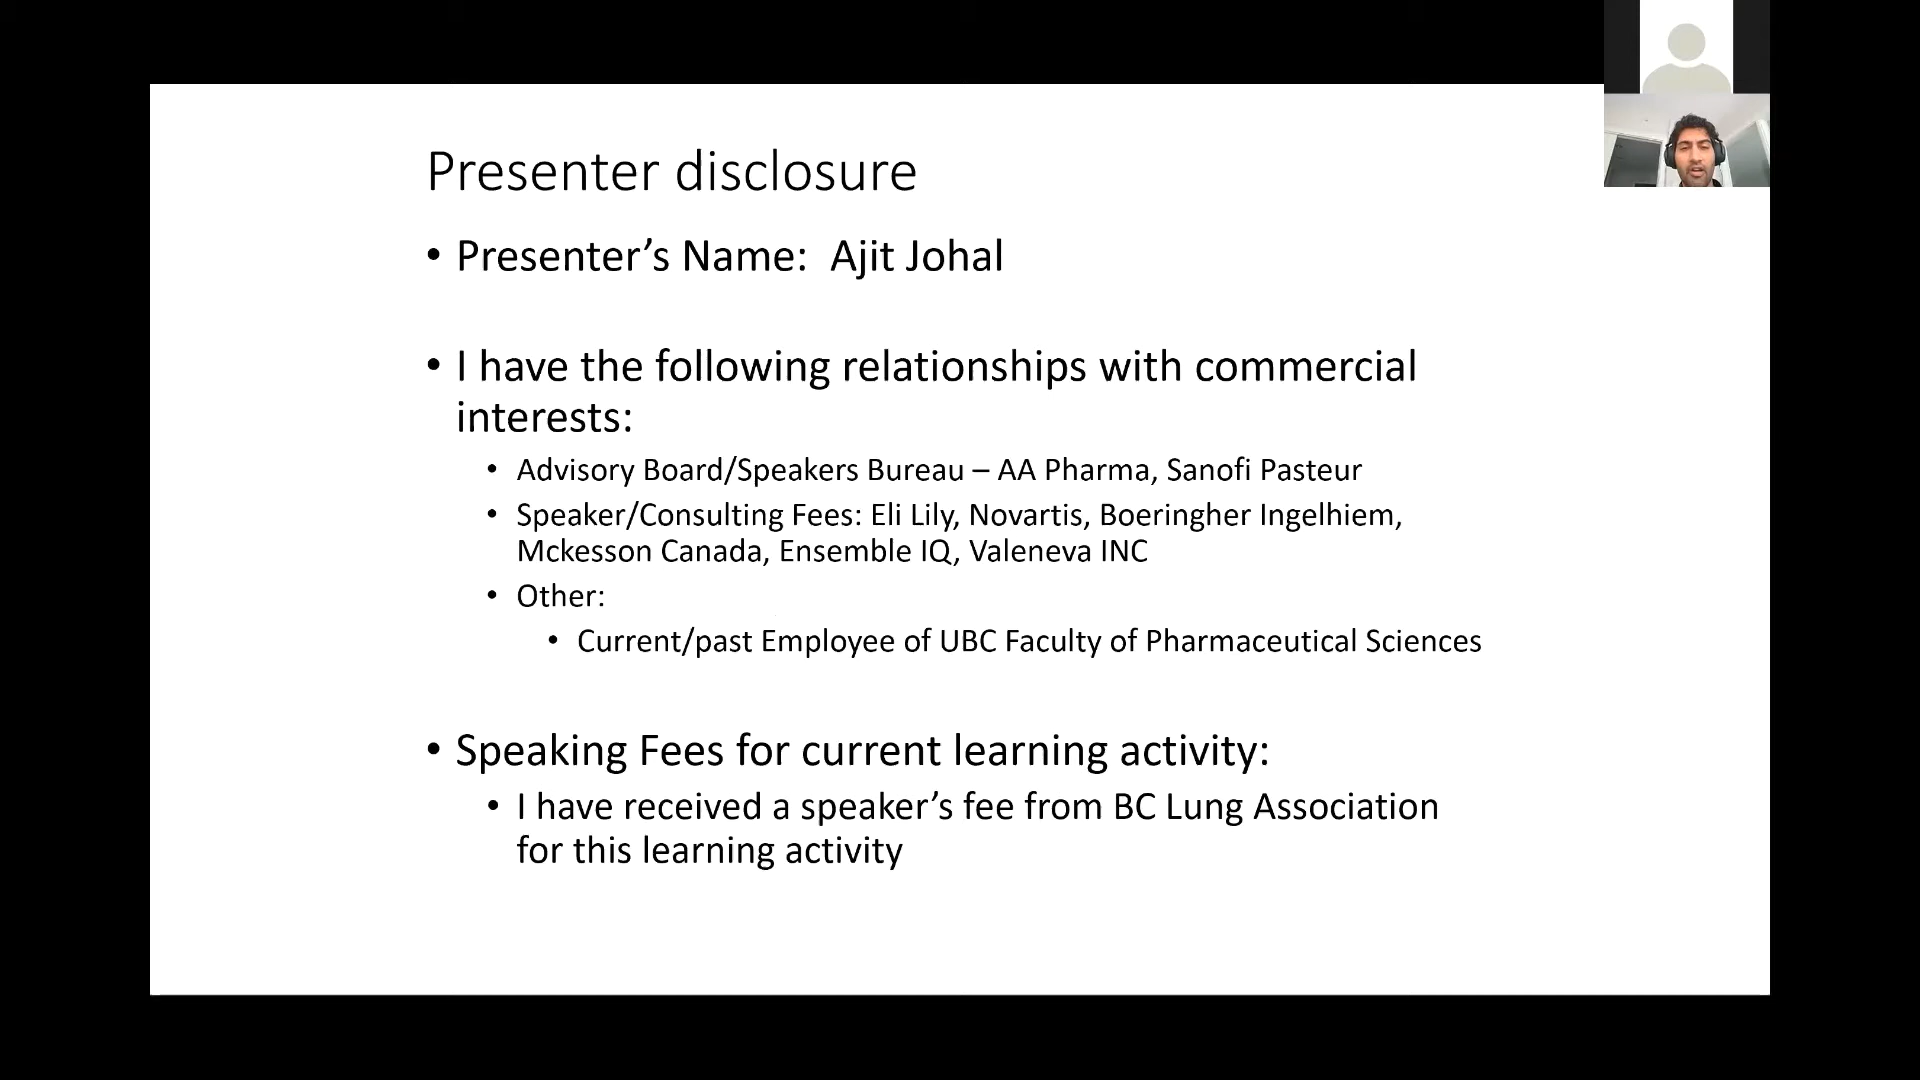 Presenter disclosure
• Presenter’s Name:  Ajit Johal
• I have the following relationships with commercial
interests:
• Advisory Board/Speakers Bureau – AA Pharma, Sanofi Pasteur
• Speaker/Consulting Fees: Eli Lily, Novartis, Boeringher Ingelhiem,
Mckesson Canada, Ensemble IQ, Valeneva INC
• Other:
• Current/past Employee of UBC Faculty of Pharmaceutical Sciences
• Speaking Fees for current learning activity:
• I have received a speaker’s fee from BC Lung Association
for this learning activity